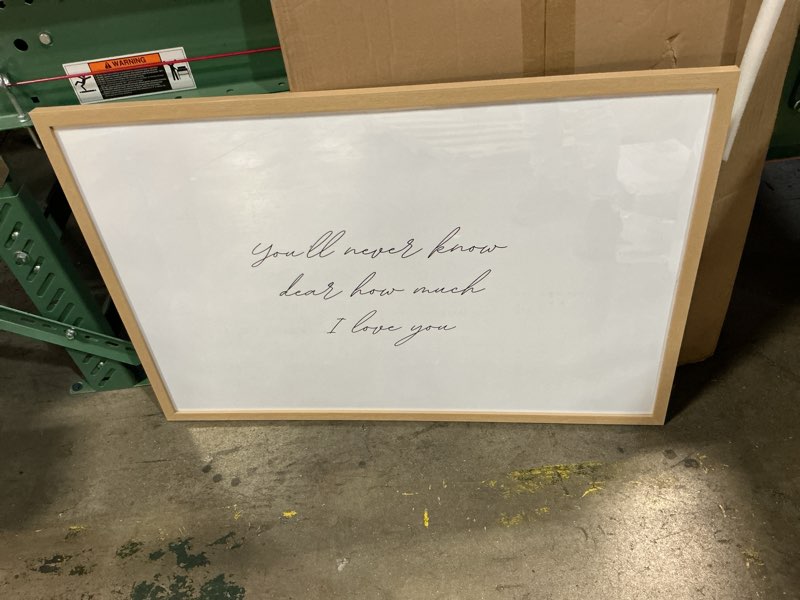 WARNING
you'll never know
dear how much
I love you